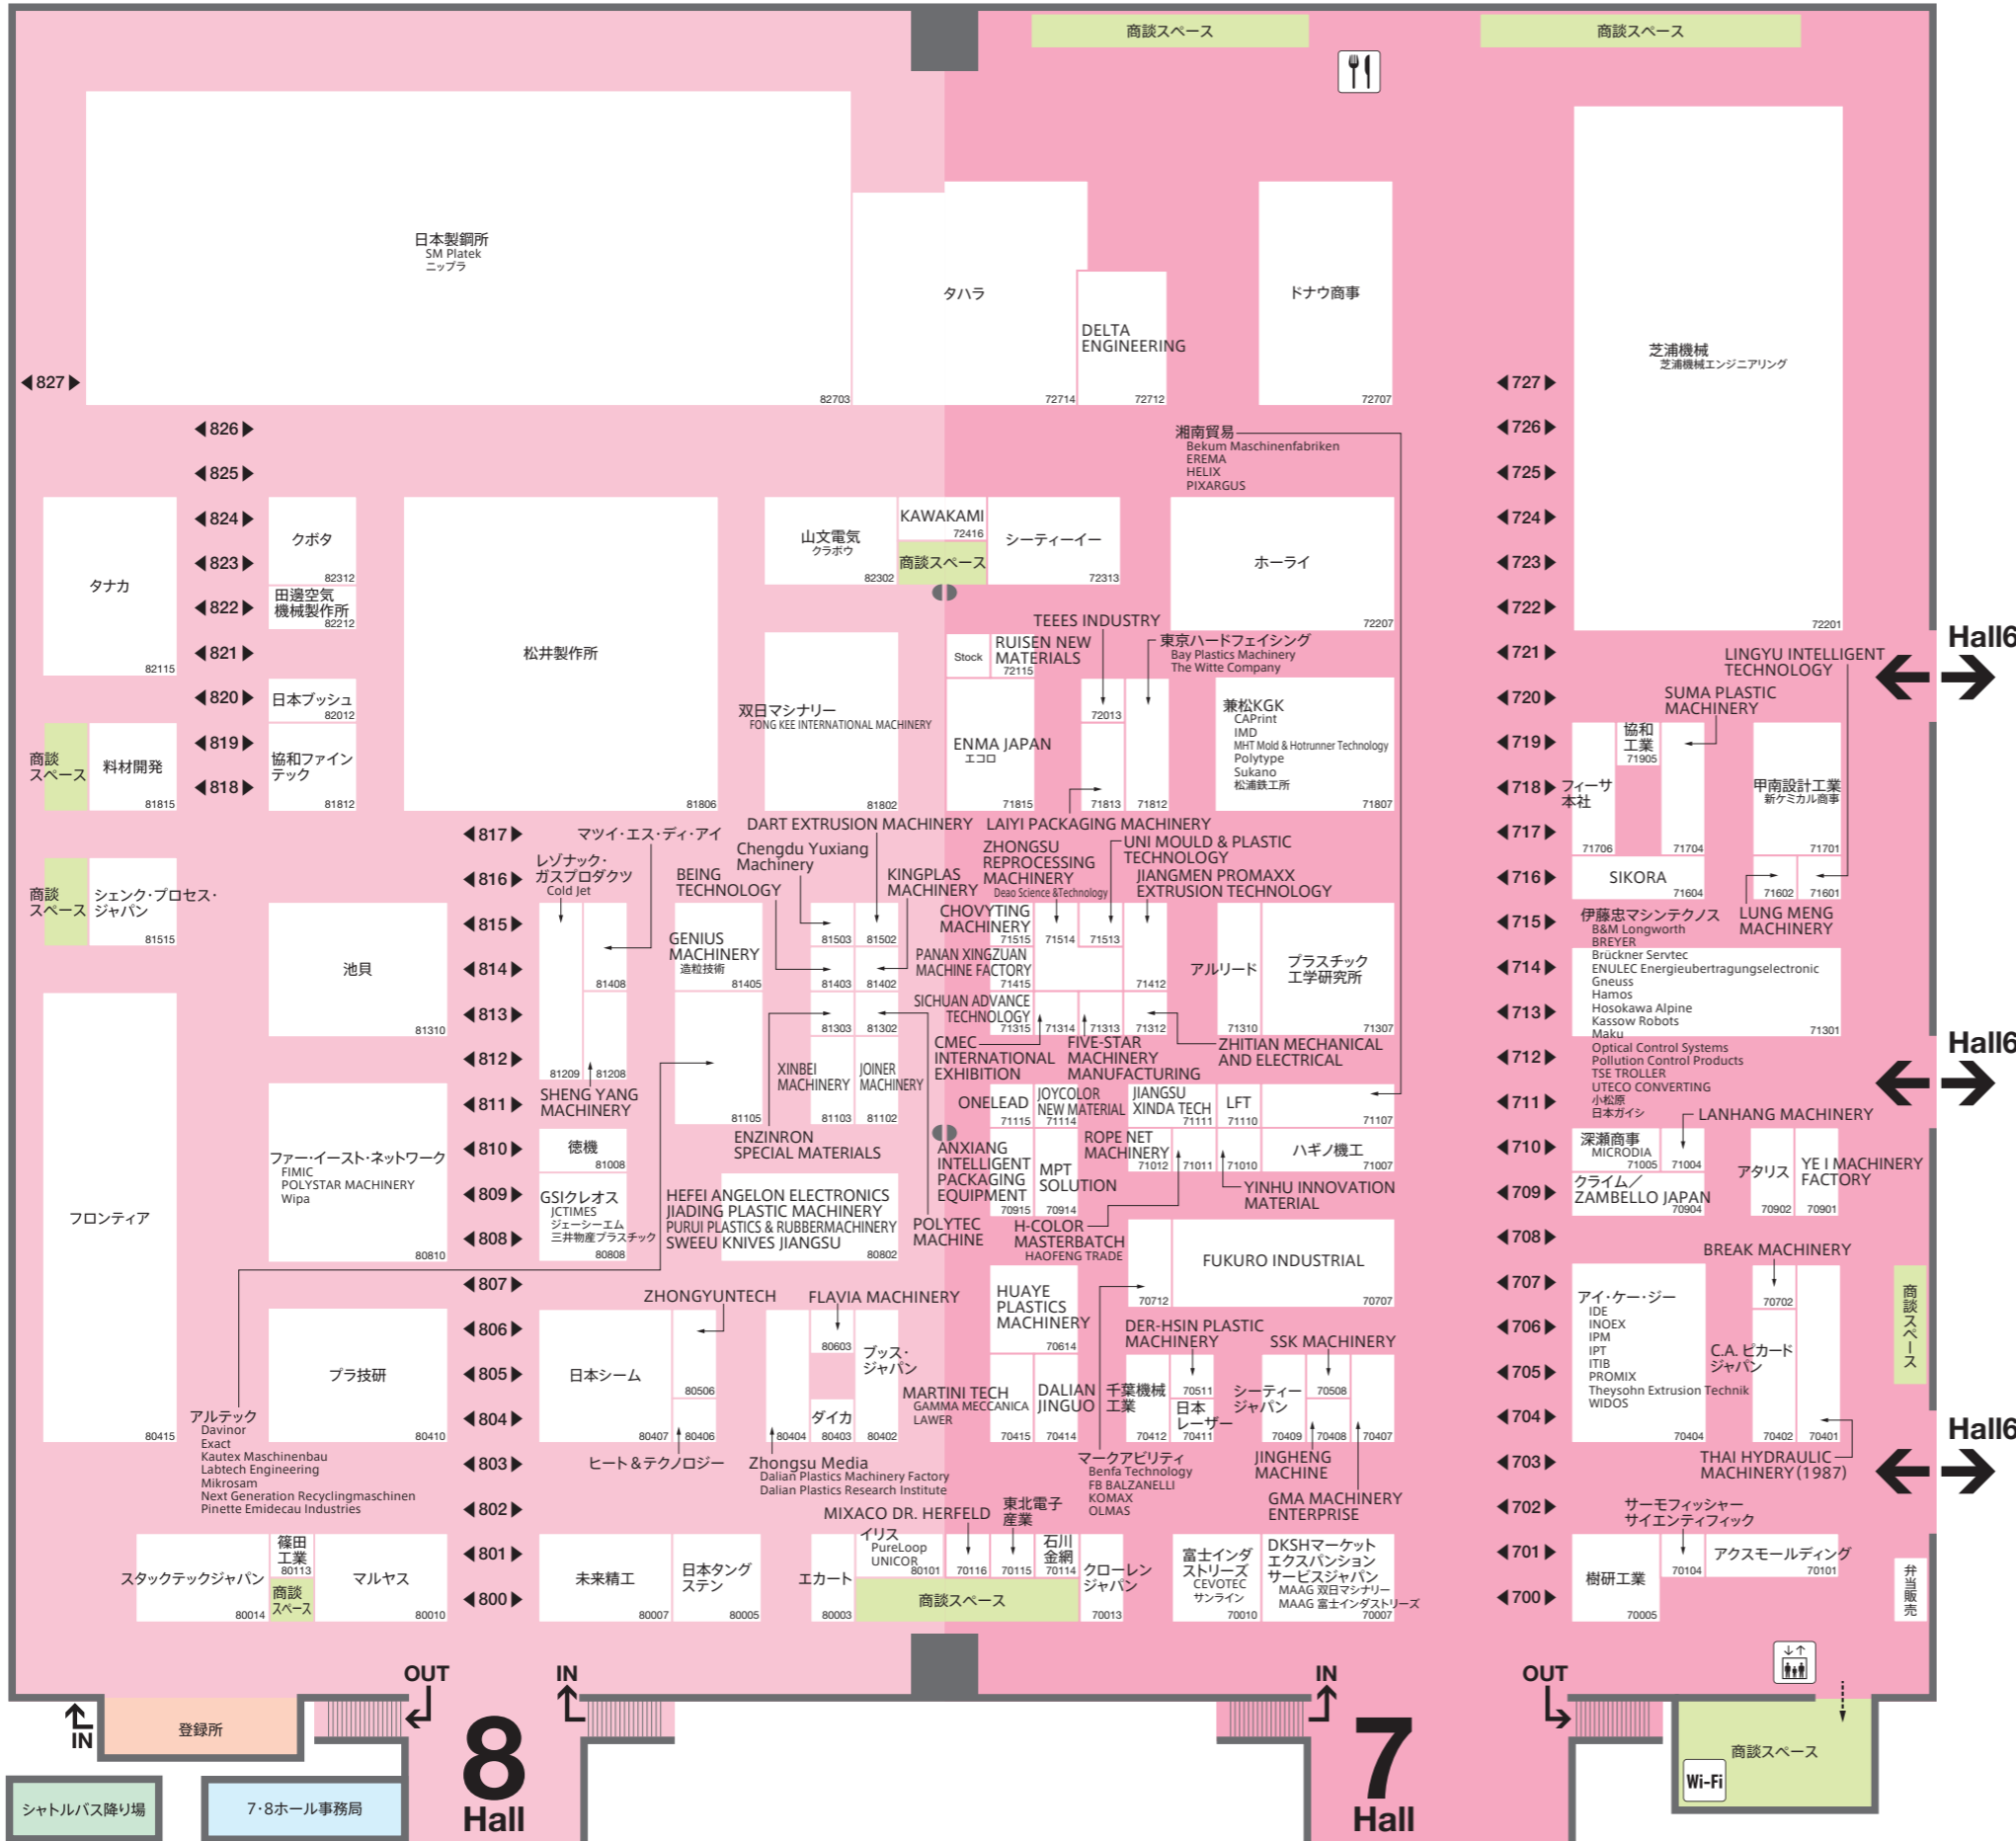 商談スペース
商談スペース
日本製鋼所
SM Platek
ニップラ
82703
タハラ
72714
DELTA
ENGINEERING
72712
ドナウ商事
72707
芝浦機械
芝浦機械エンジニアリング
72201
827
826
825
824
823
822
821
820
819
818
817
816
815
814
813
812
811
810
809
808
807
806
805
804
803
802
801
800
727
726
725
724
723
722
721
720
719
718
717
716
715
714
713
712
711
710
709
708
707
706
705
704
703
702
701
700
湘南貿易
Bekum Maschinenfabriken
EREMA
HELIX
PIXARGUS
タナカ
82115
クボタ
82312
田邊空気
機械製作所
82212
日本ブッシュ
82012
協和ファイン
テック
81812
商談
スペース
料材開発
81815
商談
スペース
シェンク・プロセス・
ジャパン
81515
松井製作所
81806
山文電気
クラボウ
82302
KAWAKAMI
72416
商談スペース
シーティーイー
72313
ホーライ
72207
双日マシナリー
FONG KEE INTERNATIONAL MACHINERY
81802
Stock
RUISEN NEW
MATERIALS
72115
ENMA JAPAN
エコロ
71815
TEEES INDUSTRY
72013
東京ハードフェイシング
Bay Plastics Machinery
The Witte Company
71813
71812
LAIYI PACKAGING MACHINERY
兼松KGK
CAPrint
IMD
MHT Mold & Hotrunner Technology
Polytype
Sukano
松浦鉄工所
71807
LINGYU INTELLIGENT
TECHNOLOGY
SUMA PLASTIC
MACHINERY
協和
工業
71905
フィーサ
本社
71706
71704
甲南設計工業
新ケミカル商事
71701
SIKORA
71604
71602
71601
LUNG MENG
MACHINERY
Hall6
Hall6
Hall6
マツイ・エス・ディ・アイ
レゾナック・
ガスプロダクツ
Cold Jet
81408
81209
81208
SHENG YANG
MACHINERY
池貝
81310
DART EXTRUSION MACHINERY
Chengdu Yuxiang
Machinery
BEING
TECHNOLOGY
KINGPLAS
MACHINERY
GENIUS
MACHINERY
造粒技術
81405
81503
81502
81403
81402
81303
81302
XINBEI
MACHINERY
81103
JOINER
MACHINERY
81102
81105
ENZINRON
SPECIAL MATERIALS
ZHONGSU
REPROCESSING
MACHINERY
Deao Science &Technology
UNI MOULD & PLASTIC
TECHNOLOGY
JIANGMEN PROMAXX
EXTRUSION TECHNOLOGY
CHOVYTING
MACHINERY
71515
71514
71513
PANAN XINGZUAN
MACHINE FACTORY
71415
71412
SICHUAN ADVANCE
TECHNOLOGY
71315
71314
71313
71312
CMEC
INTERNATIONAL
EXHIBITION
FIVE-STAR
MACHINERY
MANUFACTURING
ZHITIAN MECHANICAL
AND ELECTRICAL
アルリード
71310
プラスチック
工学研究所
71307
伊藤忠マシンテクノス
B&M Longworth
BREYER
Brückner Servtec
ENULEC Energieubertragungselectronic
Gneuss
Hamos
Hosokawa Alpine
Kassow Robots
Maku
Optical Control Systems
Pollution Control Products
TSE TROLLER
UTECO CONVERTING
小松原
日本ガイシ
71301
フロンティア
80415
ファー・イースト・ネットワーク
FIMIC
POLYSTAR MACHINERY
Wipa
80810
徳機
81008
GSIクレオス
JCTIMES
ジェーシーエム
三井物産プラスチック
80808
HEFEI ANGELON ELECTRONICS
JIADING PLASTIC MACHINERY
PURUI PLASTICS & RUBBERMACHINERY
SWEEU KNIVES JIANGSU
80802
POLYTEC
MACHINE
ONELEAD
71115
JOYCOLOR
NEW MATERIAL
71114
JIANGSU
XINDA TECH
71111
LFT
71110
71107
ANXIANG
INTELLIGENT
PACKAGING
EQUIPMENT
70915
MPT
SOLUTION
70914
ROPE NET
MACHINERY
71012
71011
71010
ハギノ機工
71007
YINHU INNOVATION
MATERIAL
H-COLOR
MASTERBATCH
HAOFENG TRADE
LANHANG MACHINERY
深瀬商事
MICRODIA
71005
71004
クライム／
ZAMBELLO JAPAN
70904
アタリス
70902
YE I MACHINERY
FACTORY
70901
FUKURO INDUSTRIAL
70707
70712
BREAK MACHINERY
商談スペース
プラ技研
80410
ZHONGYUNTECH
日本シーム
80407
80506
80406
ヒート＆テクノロジー
FLAVIA MACHINERY
80603
80404
ダイカ
80403
ブッス・
ジャパン
80402
Zhongsu Media
Dalian Plastics Machinery Factory
Dalian Plastics Research Institute
HUAYE
PLASTICS
MACHINERY
70614
MARTINI TECH
GAMMA MECCANICA
LAWER
70415
DALIAN
JINGUO
70414
DER-HSIN PLASTIC
MACHINERY
千葉機械
工業
70412
70511
日本
レーザー
70411
SSK MACHINERY
シーティー
ジャパン
70409
70508
70408
70407
JINGHENG
MACHINE
GMA MACHINERY
ENTERPRISE
マークアビリティ
Benfa Technology
FB BALZANELLI
KOMAX
OLMAS
アイ・ケー・ジー
IDE
INOEX
IPM
IPT
ITIB
PROMIX
Theysohn Extrusion Technik
WIDOS
70404
70702
C.A. ピカード
ジャパン
70402
70401
THAI HYDRAULIC
MACHINERY (1987)
アルテック
Davinor
Exact
Kautex Maschinenbau
Labtech Engineering
Mikrosam
Next Generation Recyclingmaschinen
Pinette Emidecau Industries
スタックテックジャパン
80014
篠田
工業
80113
商談
スペース
マルヤス
80010
未来精工
80007
日本タング
ステン
80005
エカート
80003
MIXACO DR. HERFELD
イリス
PureLoop
UNICOR
80101
70116
東北電子
産業
70115
石川
金網
70114
商談スペース
クローレン
ジャパン
70013
富士インダ
ストリーズ
CEVOTEC
サンライン
70010
DKSHマーケット
エクスパンション
サービスジャパン
MAAG 双日マシナリー
MAAG 富士インダストリーズ
70007
サーモフィッシャー
サイエンティフィック
樹研工業
70005
70104
アクスモールディング
70101
弁当販売
OUT
IN
IN
OUT
IN
登録所
8
Hall
7
Hall
商談スペース
Wi-Fi
シャトルバス降り場
7・8ホール事務局